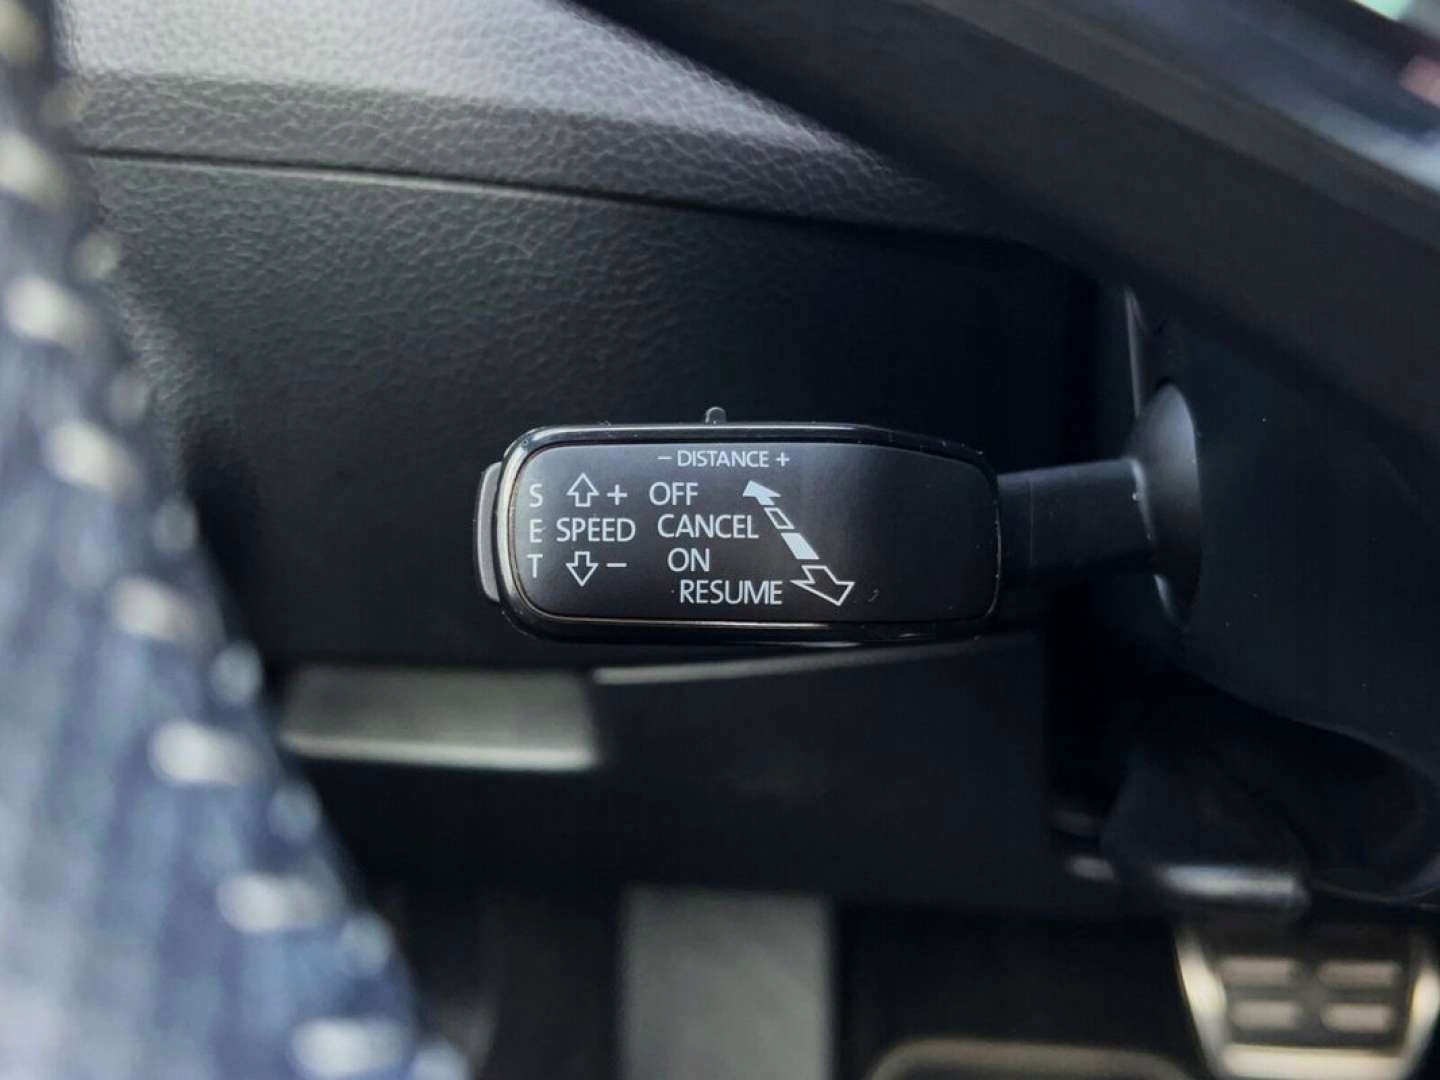 − DISTANCE +
S + OFF
E SPEED CANCEL
T − ON
RESUME